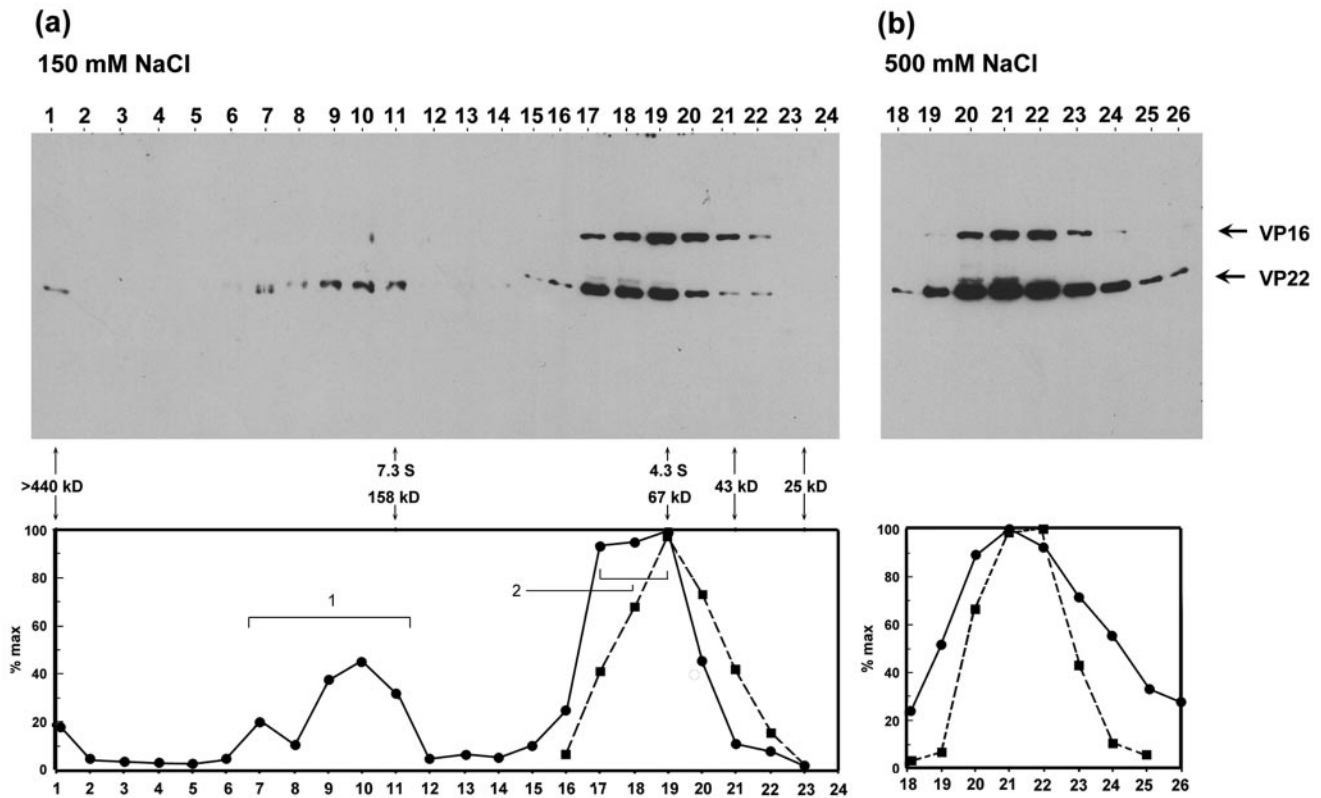 (a)
150 mM NaCl
1 2 3 4 5 6 7 8 9 10 11 12 13 14 15 16 17 18 19 20 21 22 23 24
(b)
500 mM NaCl
18 19 20 21 22 23 24 25 26
VP16
VP22
>440 kD
7.3 S
158 kD
4.3 S
67 kD
43 kD
25 kD
% max
100
80
60
40
20
0
1
2
1 2 3 4 5 6 7 8 9 10 11 12 13 14 15 16 17 18 19 20 21 22 23 24
% max
100
80
60
40
20
0
18 19 20 21 22 23 24 25 26